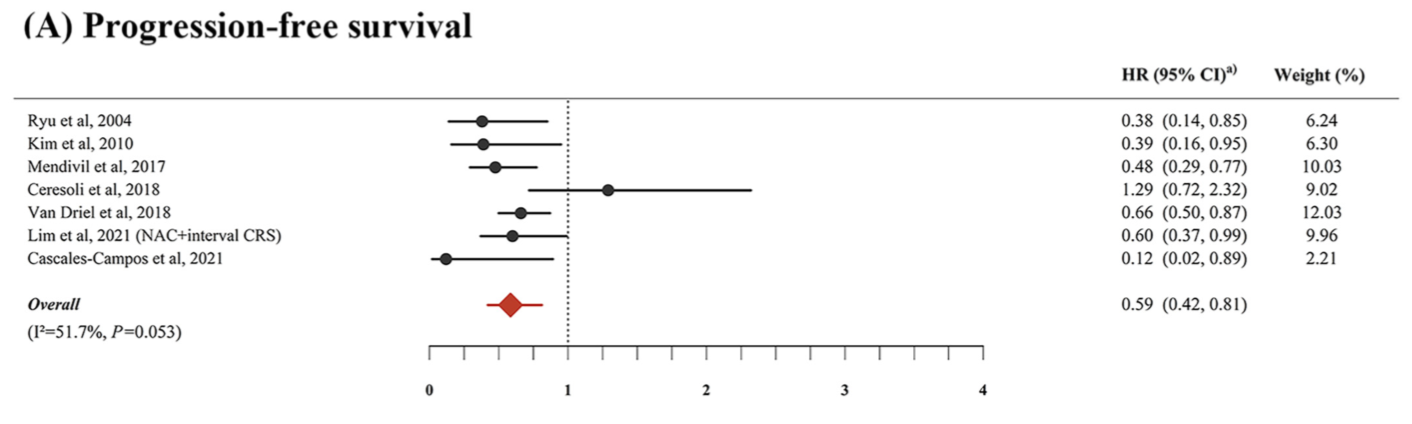 (A) Progression-free survival
HR (95% CI)a) Weight (%)
Ryu et al, 2004 0.38 (0.14, 0.85) 6.24
Kim et al, 2010 0.39 (0.16, 0.95) 6.30
Mendivil et al, 2017 0.48 (0.29, 0.77) 10.03
Ceresoli et al, 2018 1.29 (0.72, 2.32) 9.02
Van Driel et al, 2018 0.66 (0.50, 0.87) 12.03
Lim et al, 2021 (NAC+interval CRS) 0.60 (0.37, 0.99) 9.96
Cascales-Campos et al, 2021 0.12 (0.02, 0.89) 2.21
Overall 0.59 (0.42, 0.81)
(I²=51.7%, P=0.053)
0 1 2 3 4